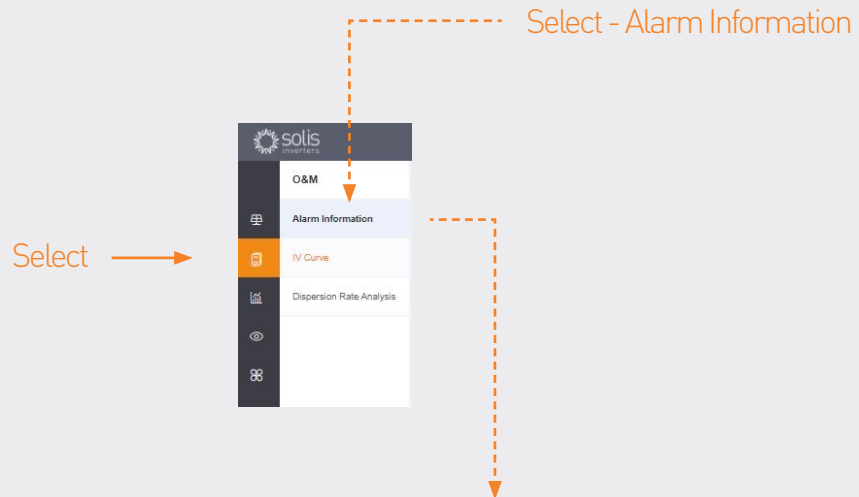 Select - Alarm Information
solis
inverters
O&M
Alarm Information
Select
IV Curve
Dispersion Rate Analysis